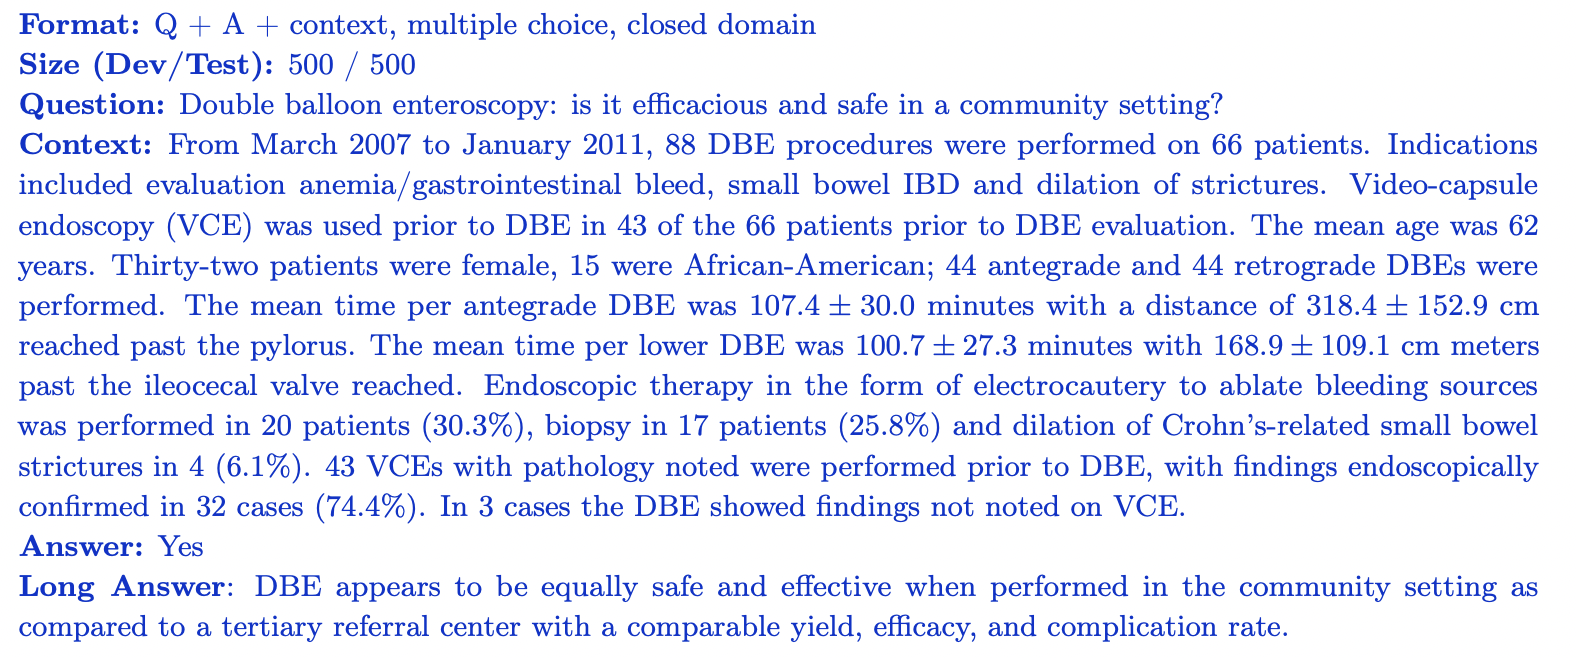 Format: Q + A + context, multiple choice, closed domain
Size (Dev/Test): 500 / 500
Question: Double balloon enteroscopy: is it efficacious and safe in a community setting?
Context: From March 2007 to January 2011, 88 DBE procedures were performed on 66 patients. Indications
included evaluation anemia/gastrointestinal bleed, small bowel IBD and dilation of strictures. Video-capsule
endoscopy (VCE) was used prior to DBE in 43 of the 66 patients prior to DBE evaluation. The mean age was 62
years. Thirty-two patients were female, 15 were African-American; 44 antegrade and 44 retrograde DBEs were
performed. The mean time per antegrade DBE was 107.4 ± 30.0 minutes with a distance of 318.4 ± 152.9 cm
reached past the pylorus. The mean time per lower DBE was 100.7 ± 27.3 minutes with 168.9 ± 109.1 cm meters
past the ileocecal valve reached. Endoscopic therapy in the form of electrocautery to ablate bleeding sources
was performed in 20 patients (30.3%), biopsy in 17 patients (25.8%) and dilation of Crohn's-related small bowel
strictures in 4 (6.1%). 43 VCEs with pathology noted were performed prior to DBE, with findings endoscopically
confirmed in 32 cases (74.4%). In 3 cases the DBE showed findings not noted on VCE.
Answer: Yes
Long Answer: DBE appears to be equally safe and effective when performed in the community setting as
compared to a tertiary referral center with a comparable yield, efficacy, and complication rate.